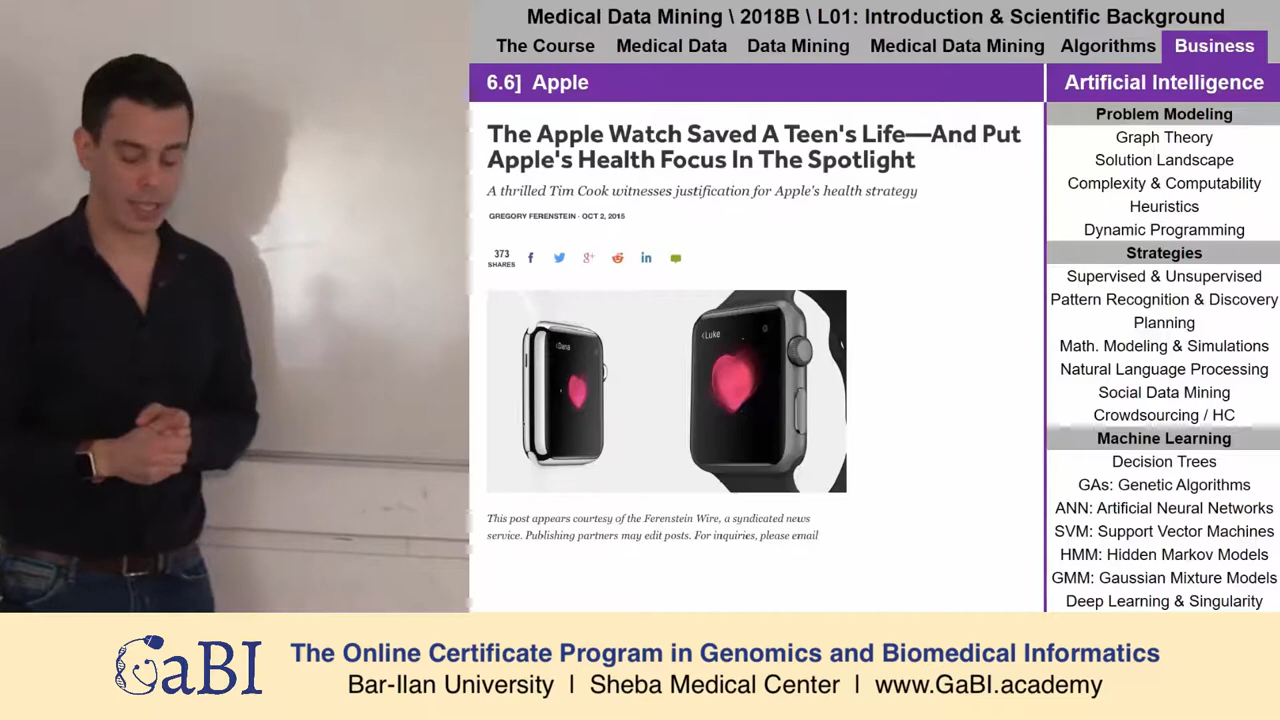 Medical Data Mining \ 2018B \ L01: Introduction & Scientific Background
The Course Medical Data Mining Medical Data Mining Algorithms Business
6.6] Apple
The Apple Watch Saved A Teen's Life—And Put
Apple's Health Focus In The Spotlight
A thrilled Tim Cook witnesses justification for Apple's health strategy
GREGORY FERENSTEIN · OCT 2, 2015
373
SHARES
‹Dana
‹Luke
This post appears courtesy of the Ferenstein Wire, a syndicated news
service. Publishing partners may edit posts. For inquiries, please email
Artificial Intelligence
Problem Modeling
Graph Theory
Solution Landscape
Complexity & Computability
Heuristics
Dynamic Programming
Strategies
Supervised & Unsupervised
Pattern Recognition & Discovery
Planning
Math. Modeling & Simulations
Natural Language Processing
Social Data Mining
Crowdsourcing / HC
Machine Learning
Decision Trees
GAs: Genetic Algorithms
ANN: Artificial Neural Networks
SVM: Support Vector Machines
HMM: Hidden Markov Models
GMM: Gaussian Mixture Models
Deep Learning & Singularity
GaBI
The Online Certificate Program in Genomics and Biomedical Informatics
Bar-Ilan University | Sheba Medical Center | www.GaBI.academy